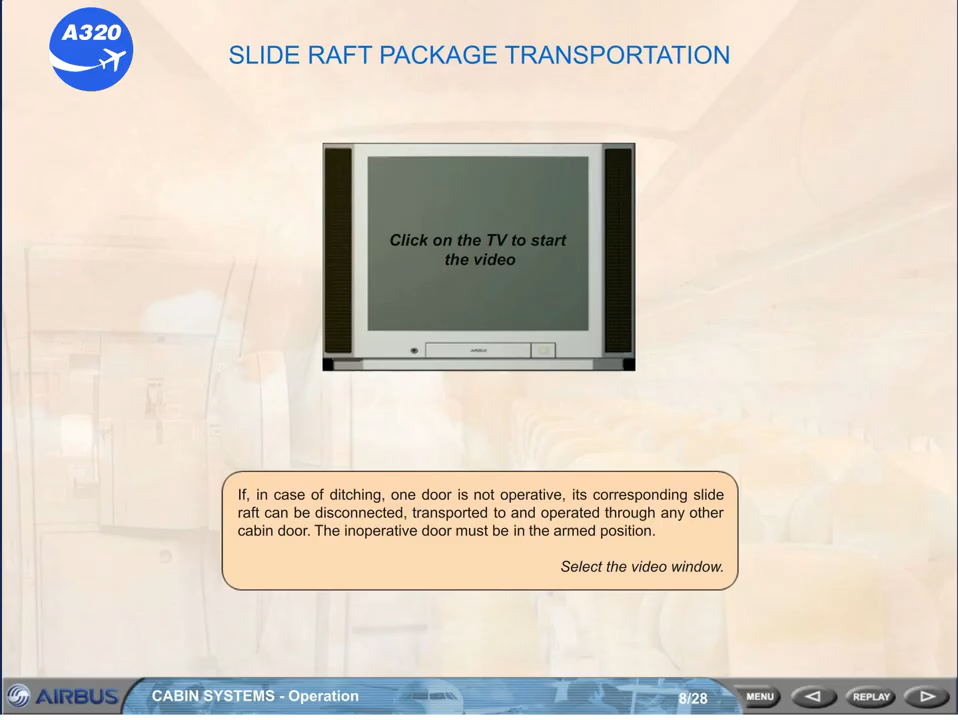 A320
SLIDE RAFT PACKAGE TRANSPORTATION
Click on the TV to start
the video
AIRBUS
If, in case of ditching, one door is not operative, its corresponding slide
raft can be disconnected, transported to and operated through any other
cabin door. The inoperative door must be in the armed position.
Select the video window.
AIRBUS
CABIN SYSTEMS - Operation
8/28
MENU
REPLAY